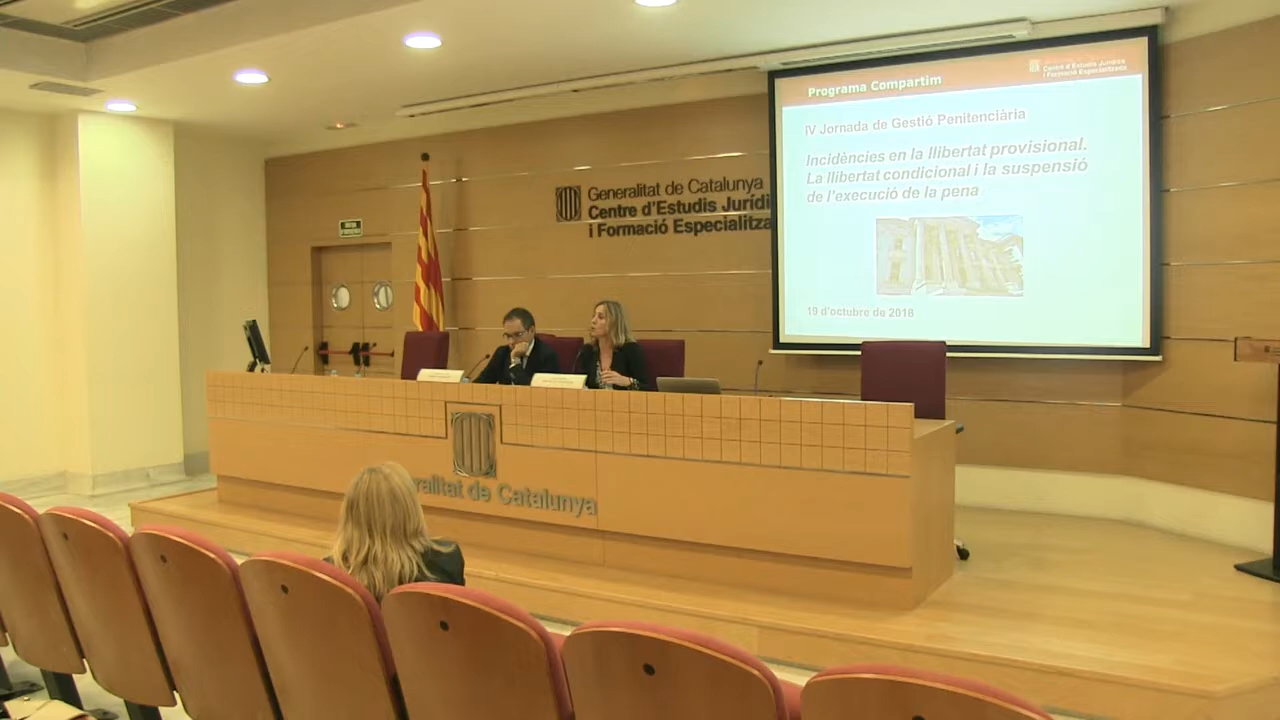 Programa Compartim
Centre d'Estudis Jurídics
i Formació Especialitzada
IV Jornada de Gestió Penitenciària
Incidències en la llibertat provisional.
La llibertat condicional i la suspensió
de l'execució de la pena
19 d'octubre de 2018
Generalitat de Catalunya
Centre d'Estudis Jurídi
i Formació Especialitza
ralitat de Catalunya